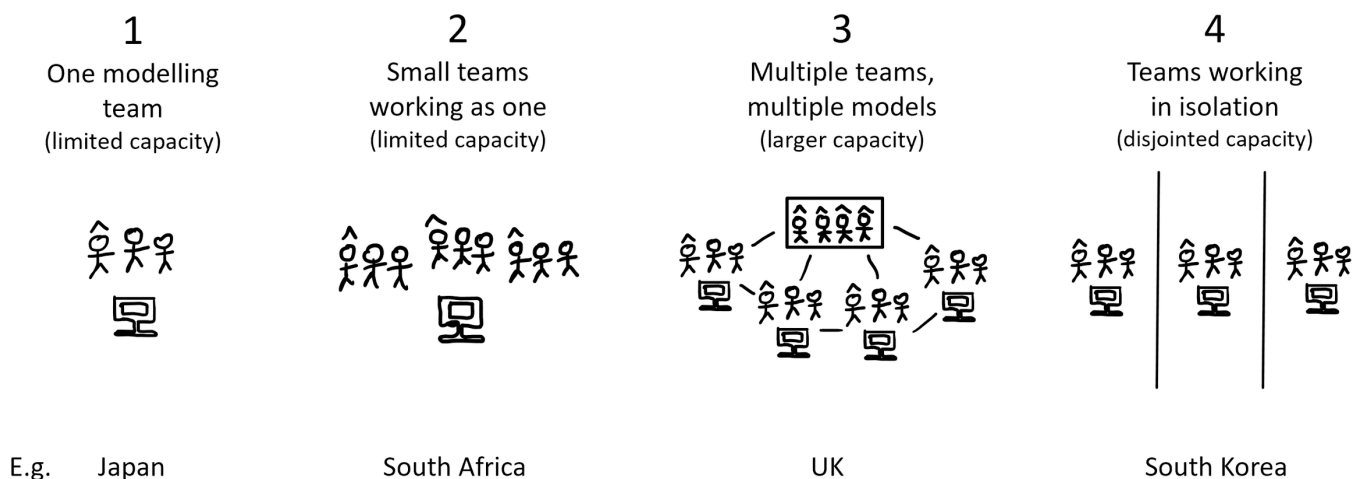 1
One modelling
team
(limited capacity)
2
Small teams
working as one
(limited capacity)
3
Multiple teams,
multiple models
(larger capacity)
4
Teams working
in isolation
(disjointed capacity)
E.g. Japan
South Africa
UK
South Korea